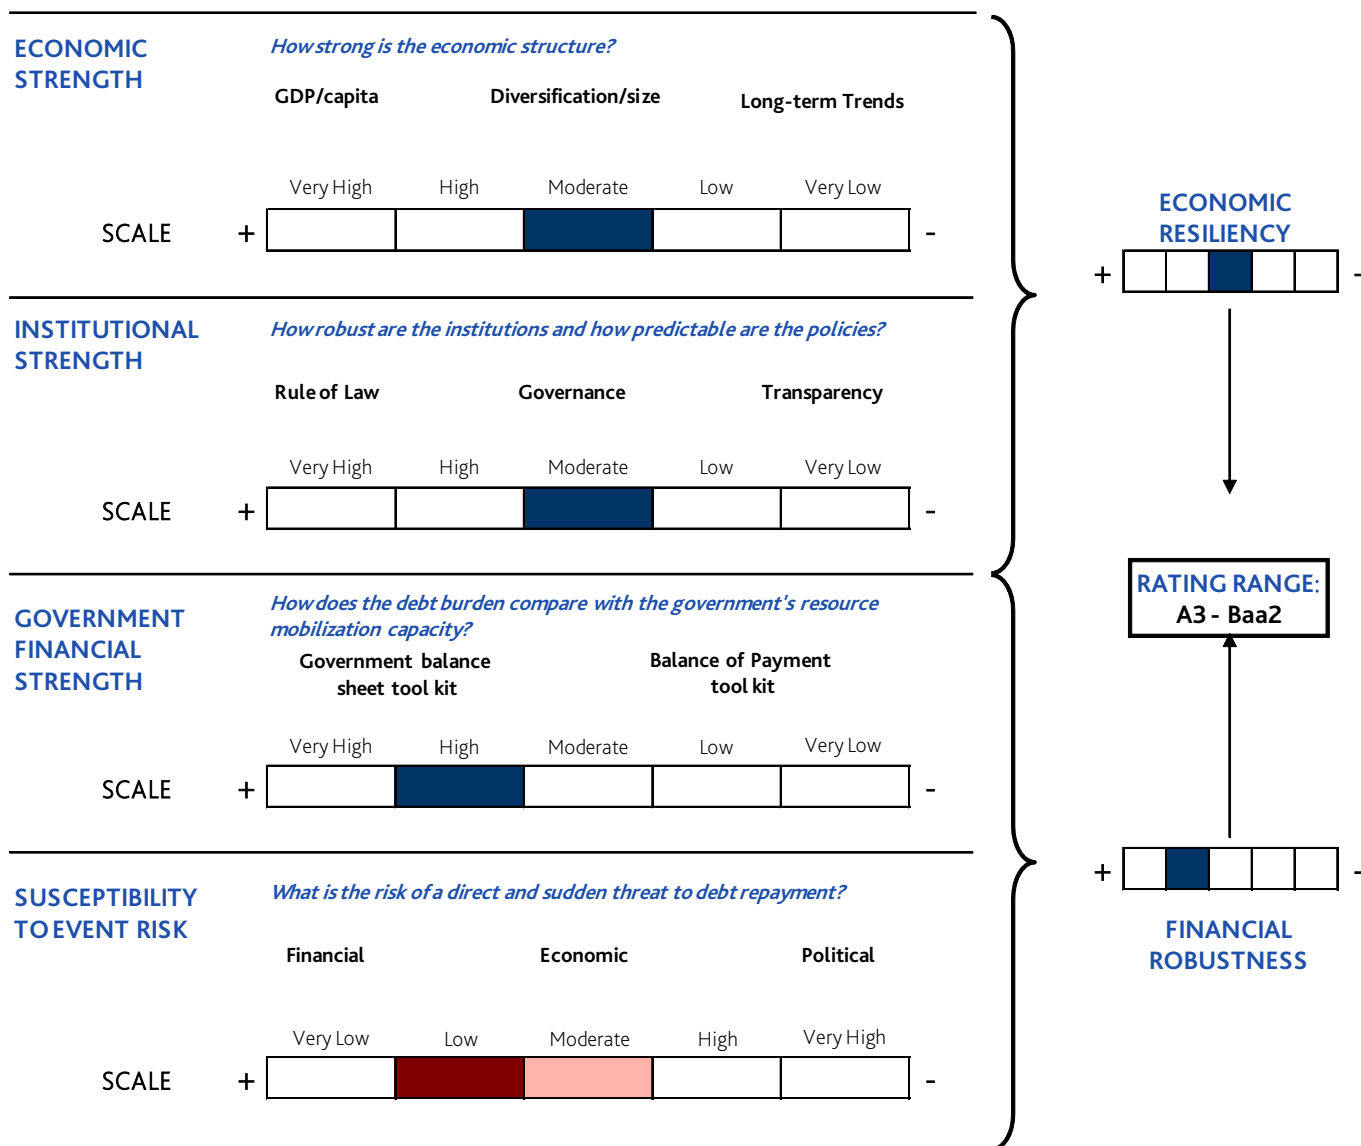 ECONOMIC
STRENGTH
How strong is the economic structure?
GDP/capita Diversification/size Long-term Trends
Very High High Moderate Low Very Low
SCALE + -
INSTITUTIONAL
STRENGTH
How robust are the institutions and how predictable are the policies?
Rule of Law Governance Transparency
Very High High Moderate Low Very Low
SCALE + -
GOVERNMENT
FINANCIAL
STRENGTH
How does the debt burden compare with the government's resource
mobilization capacity?
Government balance
sheet tool kit
Balance of Payment
tool kit
Very High High Moderate Low Very Low
SCALE + -
SUSCEPTIBILITY
TO EVENT RISK
What is the risk of a direct and sudden threat to debt repayment?
Financial Economic Political
Very Low Low Moderate High Very High
SCALE + -
ECONOMIC
RESILIENCY
+ -
RATING RANGE:
A3 - Baa2
+ -
FINANCIAL
ROBUSTNESS